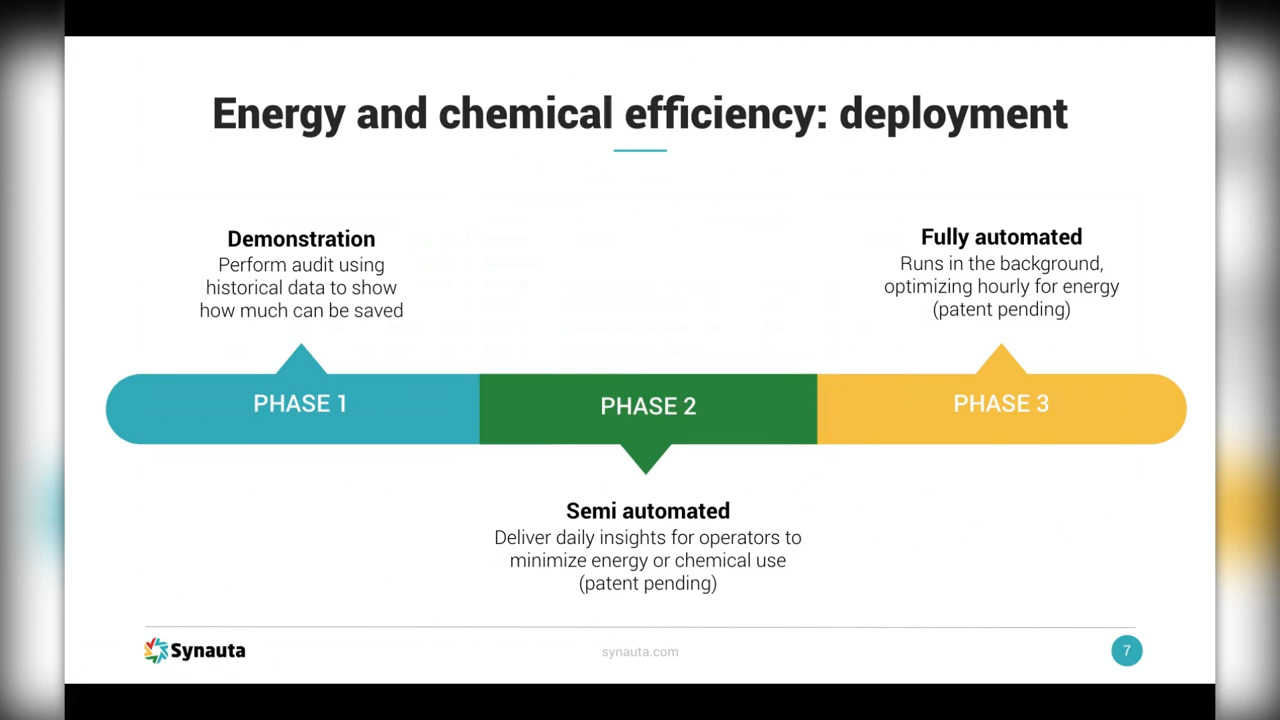 Energy and chemical efficiency: deployment
Demonstration
Perform audit using
historical data to show
how much can be saved
Fully automated
Runs in the background,
optimizing hourly for energy
(patent pending)
PHASE 1
PHASE 2
PHASE 3
Semi automated
Deliver daily insights for operators to
minimize energy or chemical use
(patent pending)
Synauta
synauta.com
7